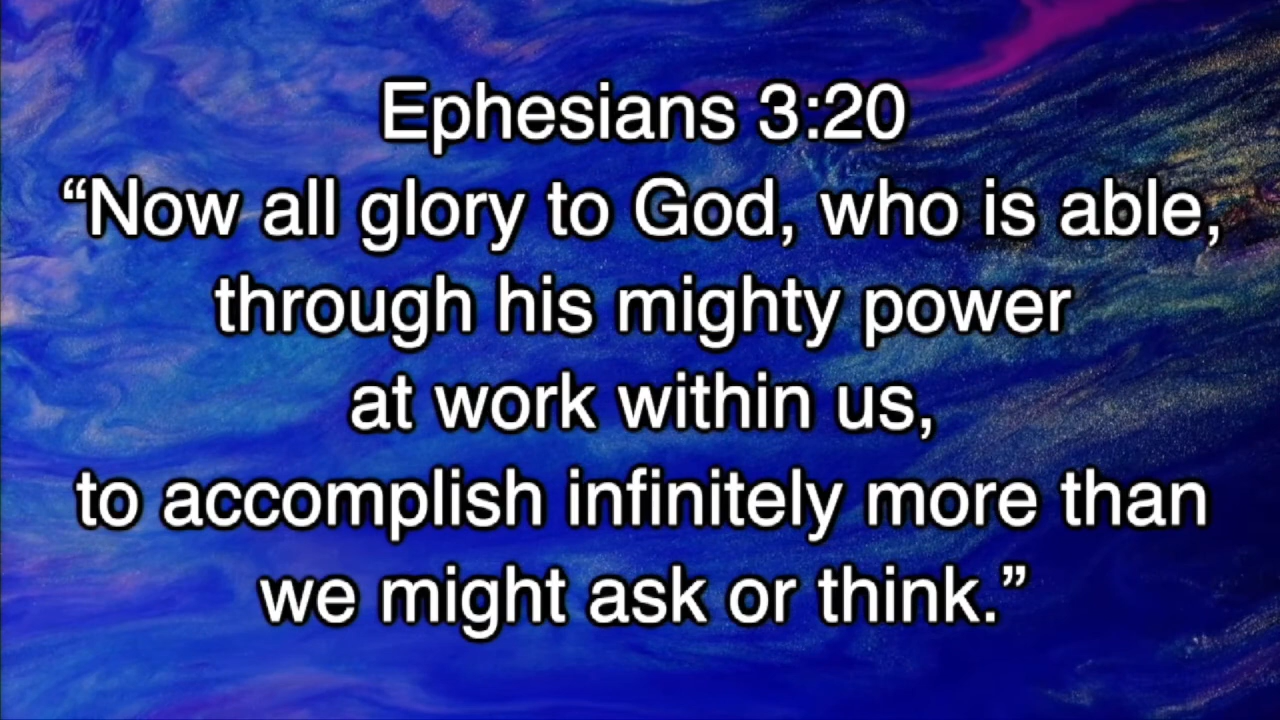 Ephesians 3:20
“Now all glory to God, who is able,
through his mighty power
at work within us,
to accomplish infinitely more than
we might ask or think.”